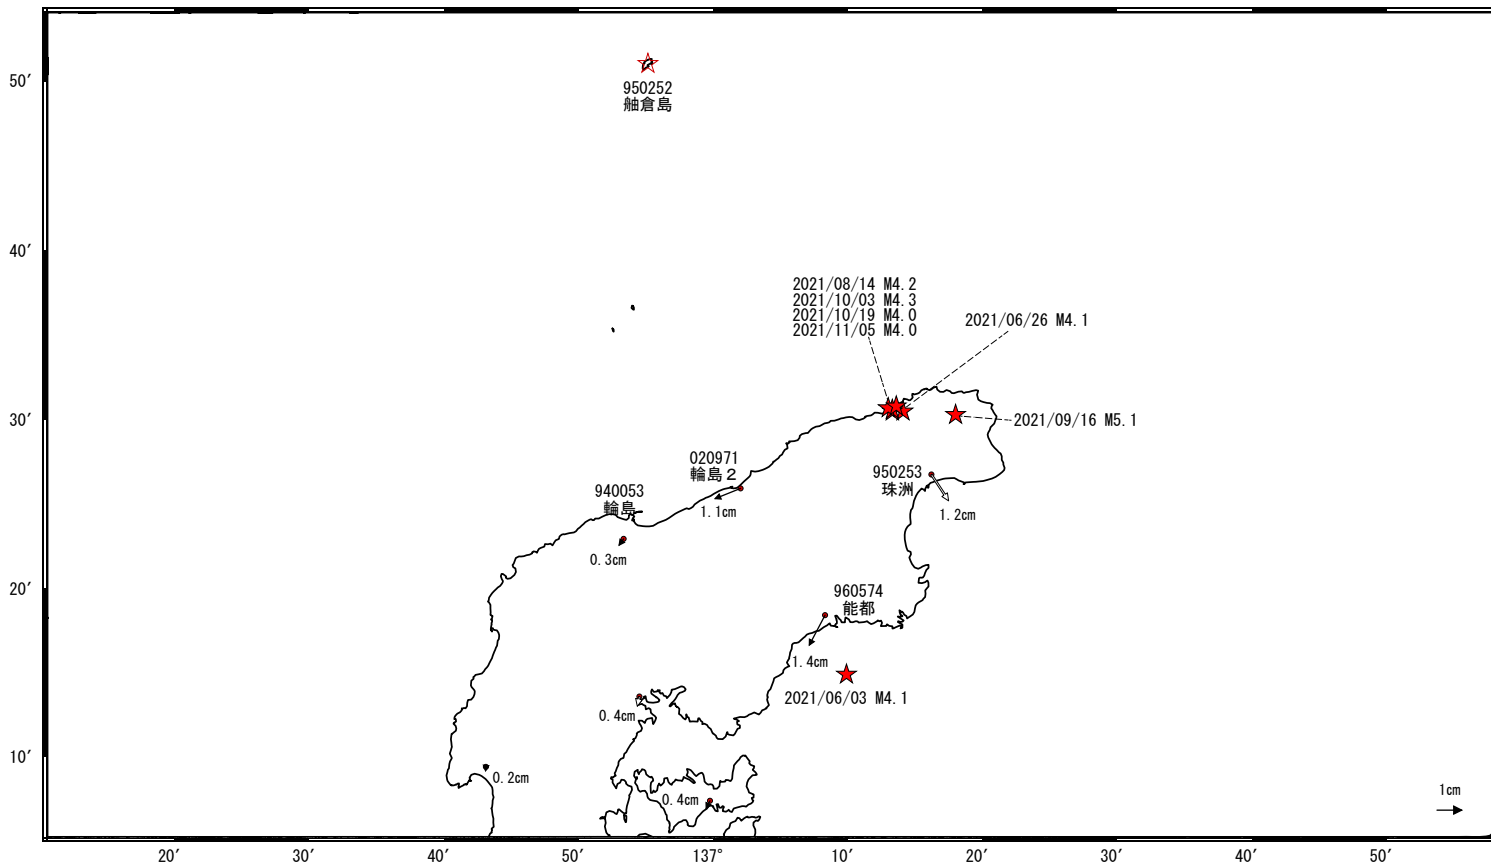 50′
950252
舳倉島
40′
2021/08/14 M4.2
2021/10/03 M4.3
2021/10/19 M4.0
2021/11/05 M4.0
2021/06/26 M4.1
30′
2021/09/16 M5.1
020971
輪島２
950253
珠洲
940053
輪島
1.1cm
1.2cm
0.3cm
20′
960574
能都
1.4cm
2021/06/03 M4.1
0.4cm
10′
0.2cm
0.4cm
1cm
20′ 30′ 40′ 50′ 137° 10′ 20′ 30′ 40′ 50′